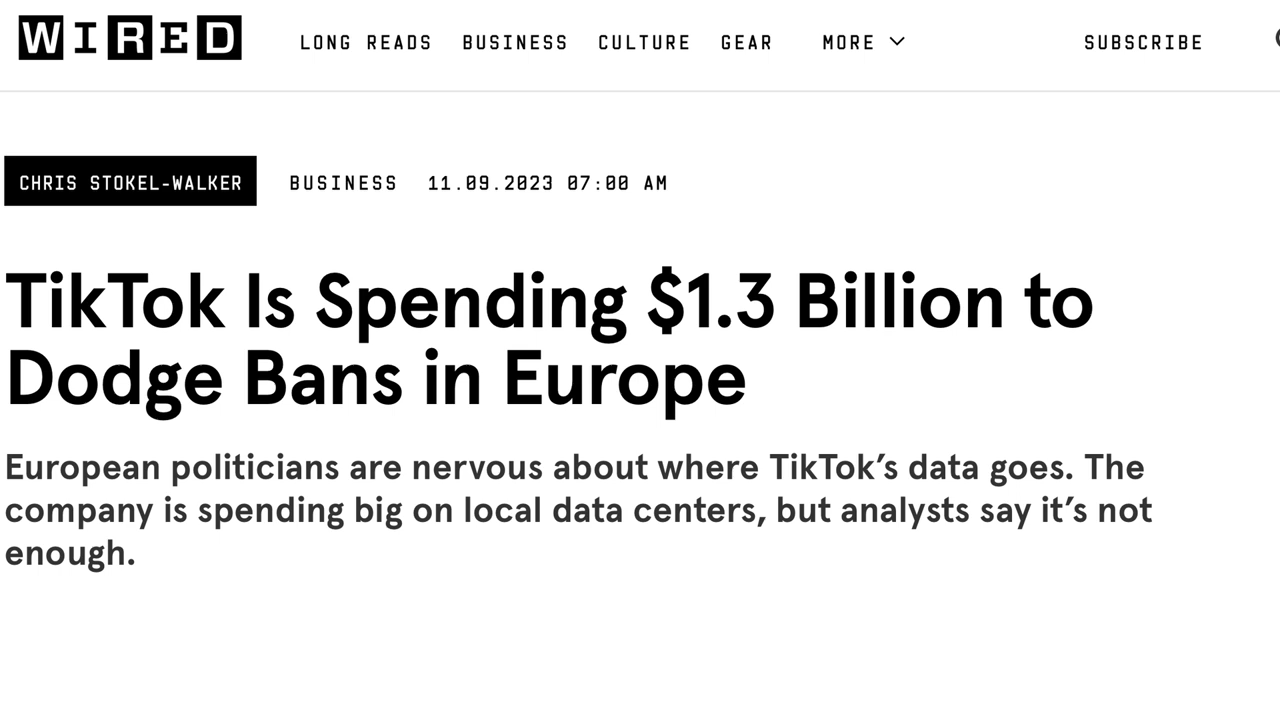 WIRED LONG READS BUSINESS CULTURE GEAR MORE SUBSCRIBE
CHRIS STOKEL-WALKER BUSINESS 11.09.2023 07:00 AM
TikTok Is Spending $1.3 Billion to
Dodge Bans in Europe
European politicians are nervous about where TikTok’s data goes. The
company is spending big on local data centers, but analysts say it’s not
enough.